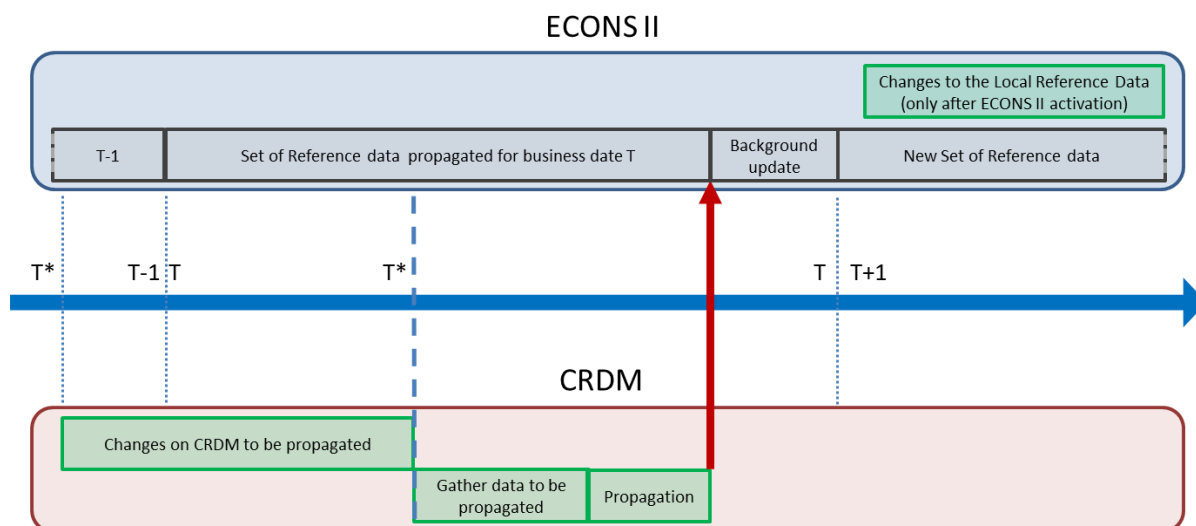 ECONS II
Changes to the Local Reference Data
(only after ECONS II activation)
T-1
Set of Reference data propagated for business date T
Background
update
New Set of Reference data
T*
T-1
T
T*
T
T+1
CRDM
Changes on CRDM to be propagated
Gather data to be
propagated
Propagation